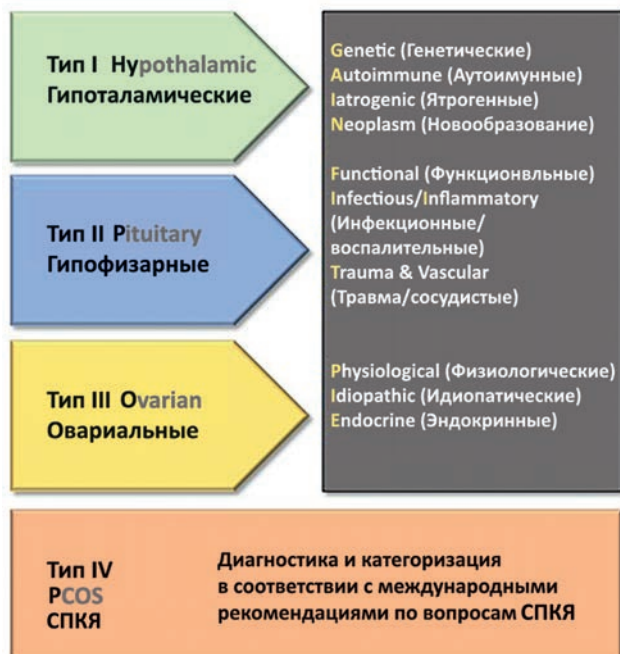 Тип I Hypothalamic
Гипоталамические
Genetic (Генетические)
Autoimmune (Аутоимунные)
Iatrogenic (Ятрогенные)
Neoplasm (Новообразование)
Тип II Pituitary
Гипофизарные
Functional (Функционвльные)
Infectious/Inflammatory
(Инфекционные/
воспалительные)
Trauma & Vascular
(Травма/сосудистые)
Тип III Ovarian
Овариальные
Physiological (Физиологические)
Idiopathic (Идиопатические)
Endocrine (Эндокринные)
Тип IV
PCOS
СПКЯ
Диагностика и категоризация
в соответствии с международными
рекомендациями по вопросам СПКЯ